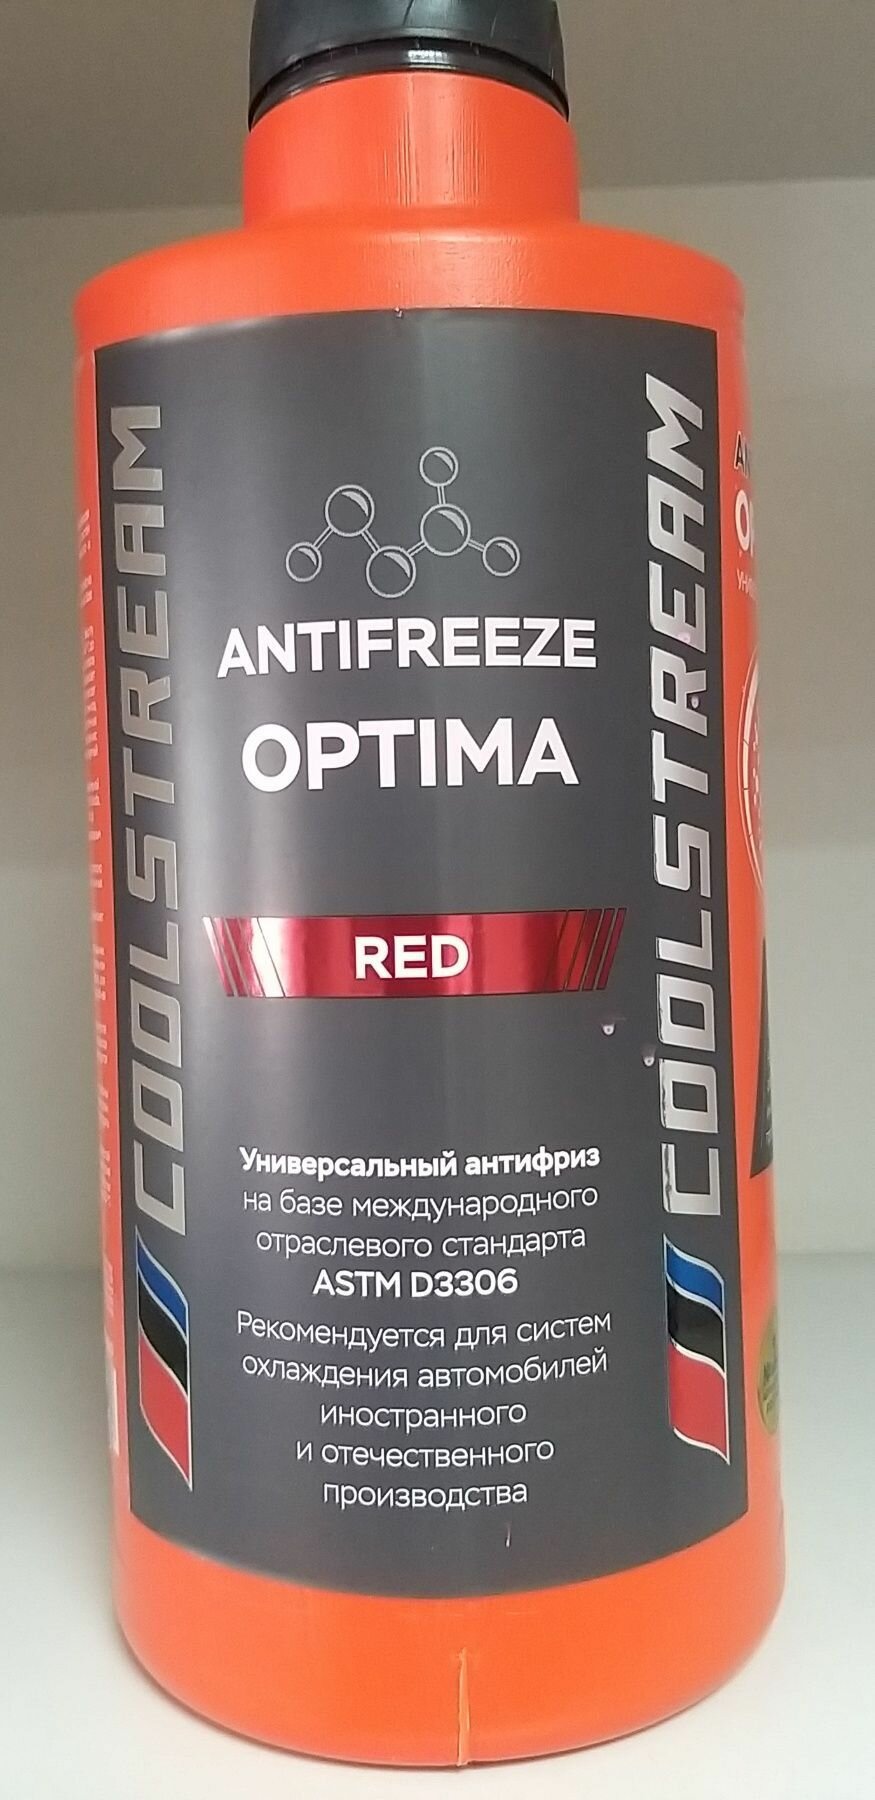 COOLSTREAM
ANTIFREEZE
OPTIMA
RED
Универсальный антифриз
на базе международного
отраслевого стандарта
ASTM D3306
Рекомендуется для систем
охлаждения автомобилей
иностранного
и отечественного
производства
COOLSTREAM